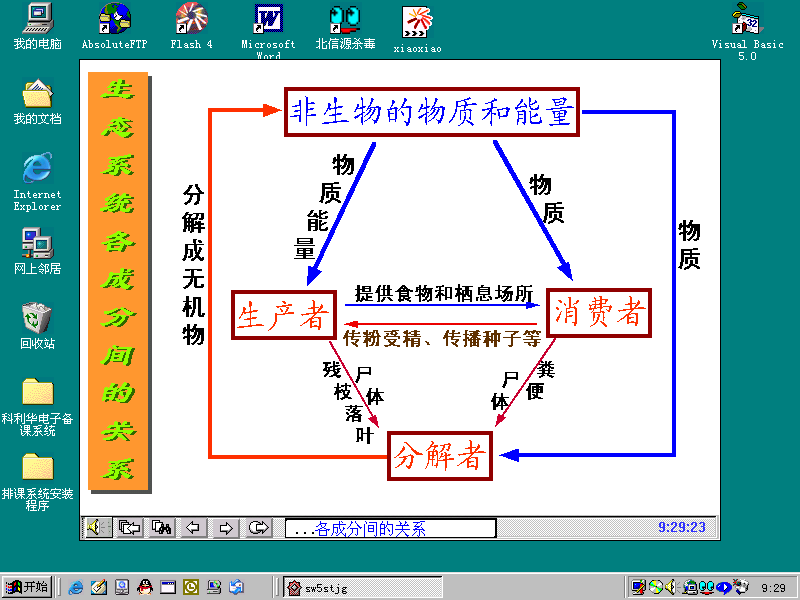 我的电脑
AbsoluteFTP
Flash 4
Microsoft
Word
北信源杀毒
xiaoxiao
Visual Basic
5.0
我的文档
Internet
Explorer
网上邻居
回收站
科利华电子备
课系统
排课系统安装
程序
生态系统各成分间的关系
非生物的物质和能量
分解成无机物
物质能量
物质
物质
生产者
提供食物和栖息场所
传粉受精、传播种子等
消费者
残枝落叶
尸体
尸体
粪便
分解者
...各成分间的关系
9:29:23
开始
sw5stjg
9:29